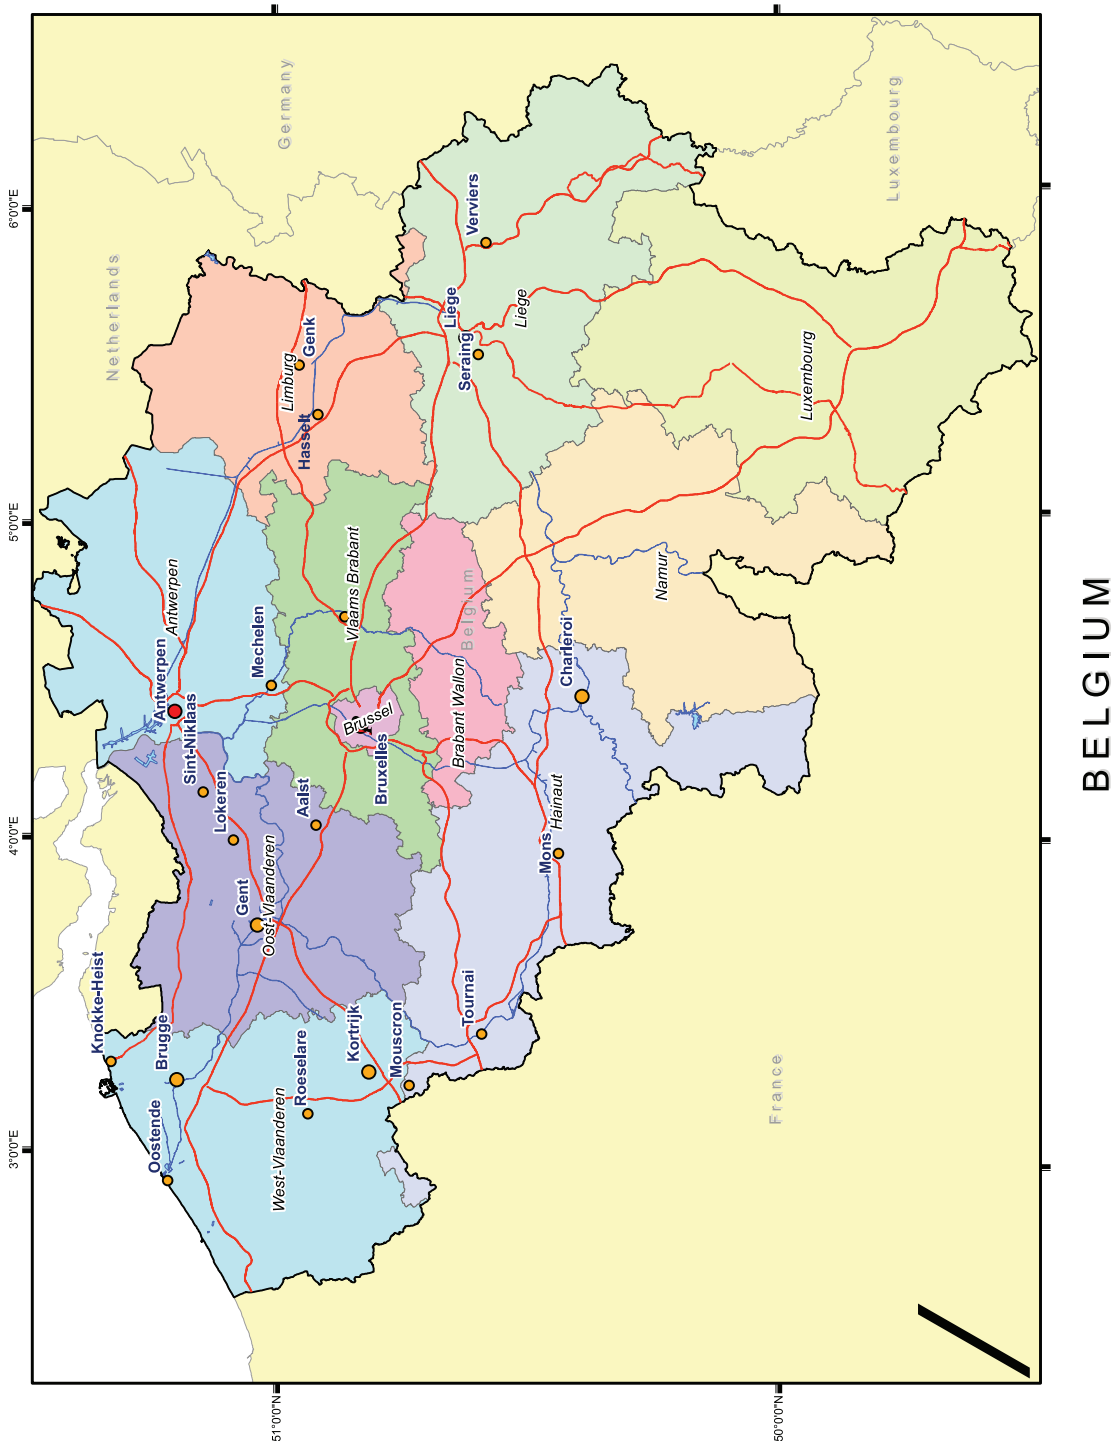 3°0'0"E
4°0'0"E
5°0'0"E
6°0'0"E
51°0'0"N
50°0'0"N
Netherlands
Germany
Luxembourg
France
Belgium
Knokke-Heist
Oostende
Brugge
Antwerpen
Antwerpen
Sint-Niklaas
Lokeren
Gent
Oost-Vlaanderen
Mechelen
Aalst
West-Vlaanderen
Roeselare
Kortrijk
Mouscron
Limburg
Genk
Hasselt
Vlaams Brabant
Brussel
Bruxelles
Brabant Wallon
Tournai
Mons
Hainaut
Charleroi
Namur
Liege
Seraing
Verviers
Liege
Luxembourg
BELGIUM